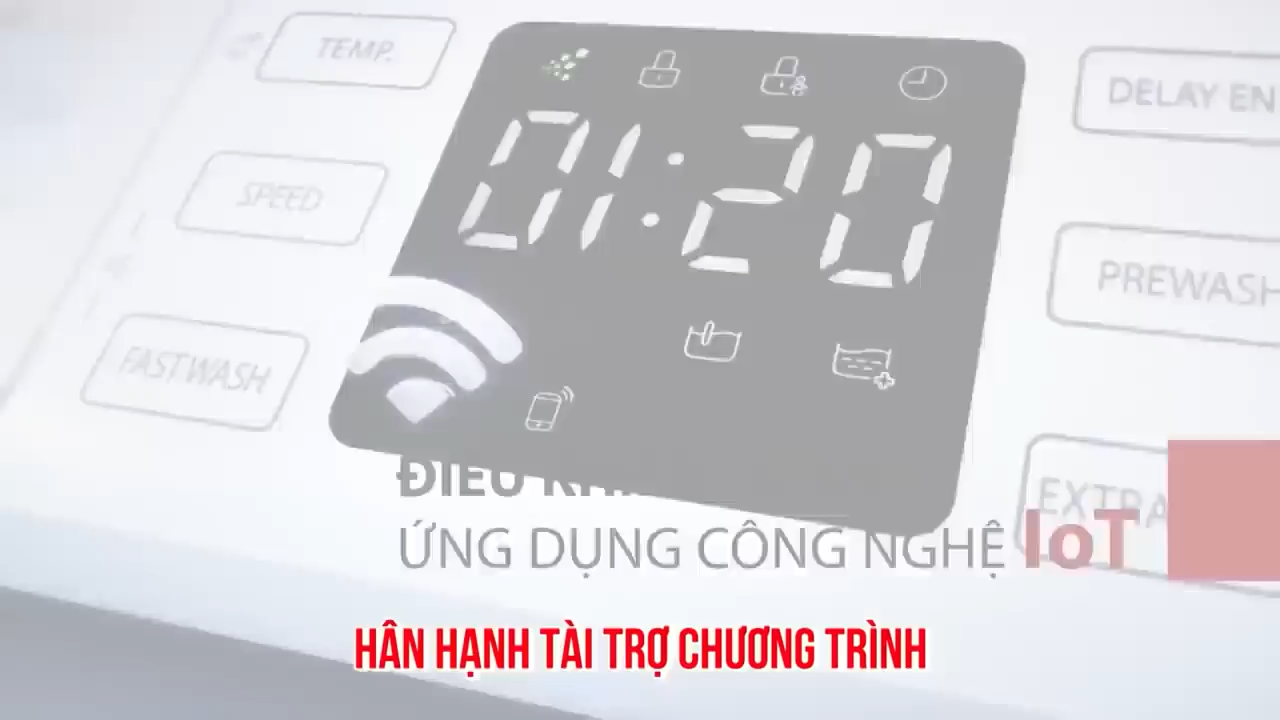 TEMP.
DELAY EN
01:20
SPEED
PREWASH
FASTWASH
EXTRA
ỨNG DỤNG CÔNG NGHỆ IoT
HÂN HẠNH TÀI TRỢ CHƯƠNG TRÌNH